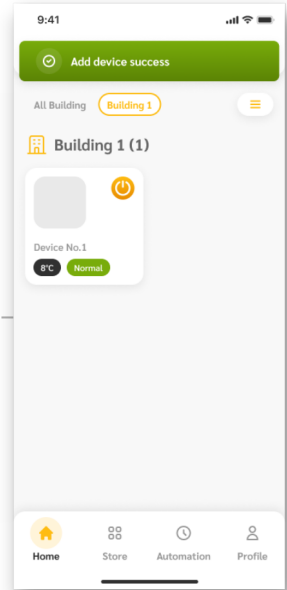 9:41
Add device success
All Building
Building 1
Building 1 (1)
Device No.1
8°C
Normal
Home
Store
Automation
Profile